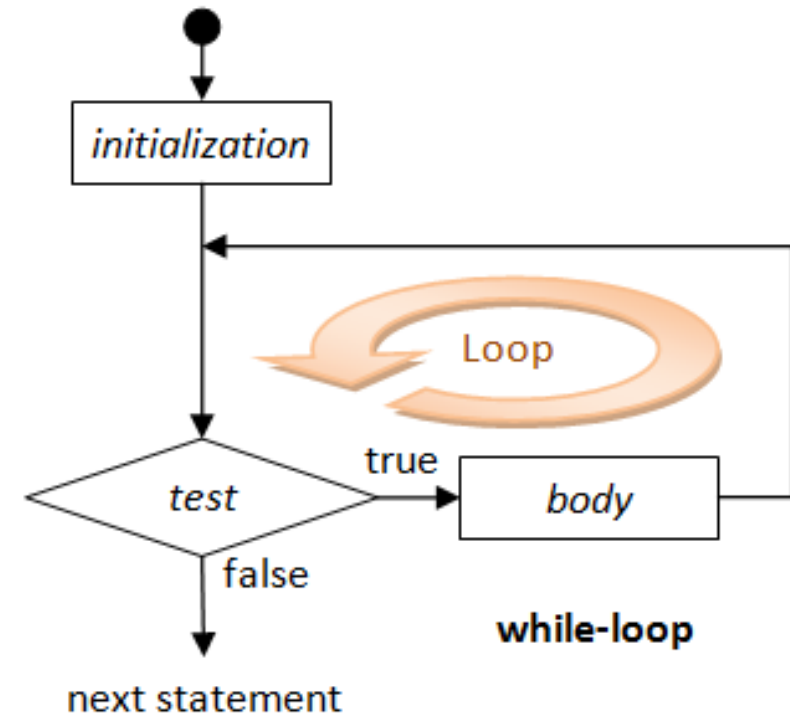 initialization
Loop
true
test
body
false
while-loop
next statement